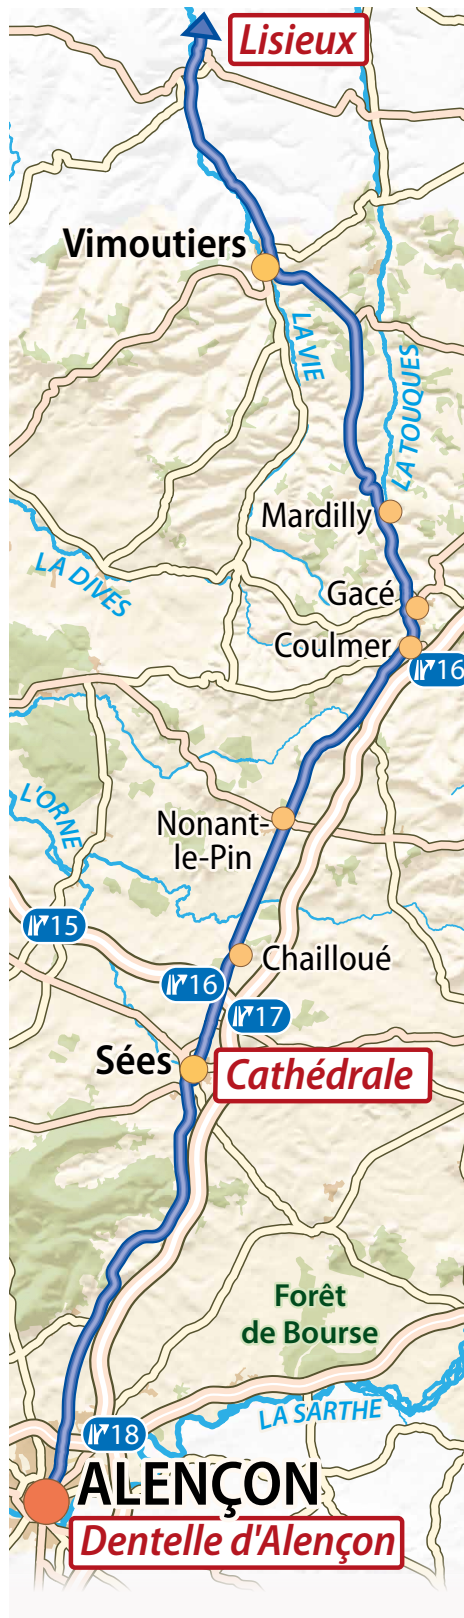 Lisieux
Vimoutiers
LA VIE
LA TOUQUES
Mardilly
LA DIVES
Gacé
Coulmer
16
L'ORNE
Nonant-
le-Pin
15
Chailloué
16
17
Sées
Cathédrale
Forêt
de Bourse
LA SARTHE
18
ALENÇON
Dentelle d'Alençon